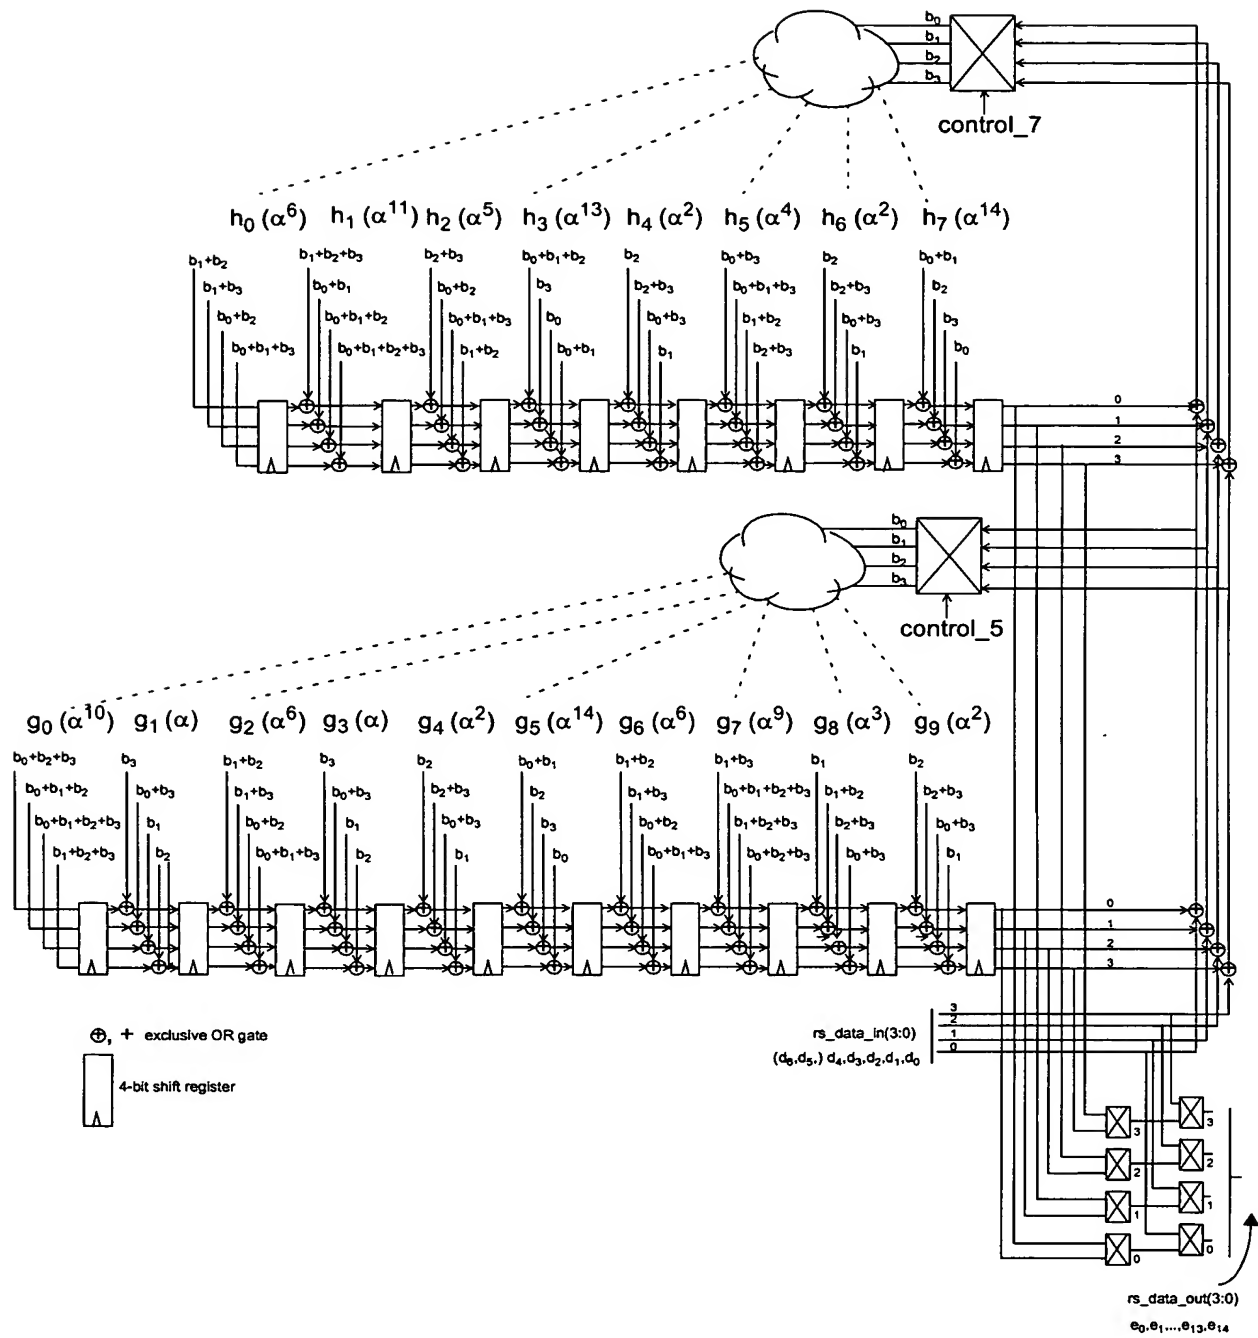 b₀
b₁
b₂
b₃
control_7
h₀ (α⁶) h₁ (α¹¹) h₂ (α⁵) h₃ (α¹³) h₄ (α²) h₅ (α⁴) h₆ (α²) h₇ (α¹⁴)
b₁+b₂ b₁+b₂+b₃ b₂+b₃ b₀+b₁+b₂ b₂ b₀+b₃ b₂ b₀+b₁
b₁+b₃ b₀+b₁ b₀+b₂ b₃ b₂+b₃ b₀+b₁+b₃ b₂+b₃ b₂
b₀+b₂ b₀+b₁+b₂ b₀+b₁+b₃ b₀ b₀+b₃ b₁+b₂ b₀+b₃ b₃
b₀+b₁+b₃ b₀+b₁+b₂+b₃ b₁+b₂ b₀+b₁ b₁ b₂+b₃ b₁ b₀
0
1
2
3
b₀
b₁
b₂
b₃
control_5
g₀ (α¹⁰) g₁ (α) g₂ (α⁶) g₃ (α) g₄ (α²) g₅ (α¹⁴) g₆ (α⁶) g₇ (α⁹) g₈ (α³) g₉ (α²)
b₀+b₂+b₃ b₃ b₁+b₂ b₃ b₂ b₀+b₁ b₁+b₂ b₁+b₃ b₁ b₂
b₀+b₁+b₂ b₀+b₃ b₁+b₃ b₀+b₃ b₂+b₃ b₂ b₁+b₃ b₀+b₁+b₂+b₃ b₁+b₂ b₂+b₃
b₀+b₁+b₂+b₃ b₁ b₀+b₂ b₁ b₀+b₃ b₃ b₀+b₂ b₁+b₂+b₃ b₂+b₃ b₀+b₃
b₁+b₂+b₃ b₂ b₀+b₁+b₃ b₂ b₁ b₀ b₀+b₁+b₃ b₀+b₂+b₃ b₀+b₃ b₁
0
1
2
3
⊕, + exclusive OR gate
4-bit shift register
rs_data_in(3:0)
(d₆,d₅,) d₄,d₃,d₂,d₁,d₀
3
2
1
0
3 3
2 2
1 1
0 0
rs_data_out(3:0)
e₀,e₁,...,e₁₃,e₁₄